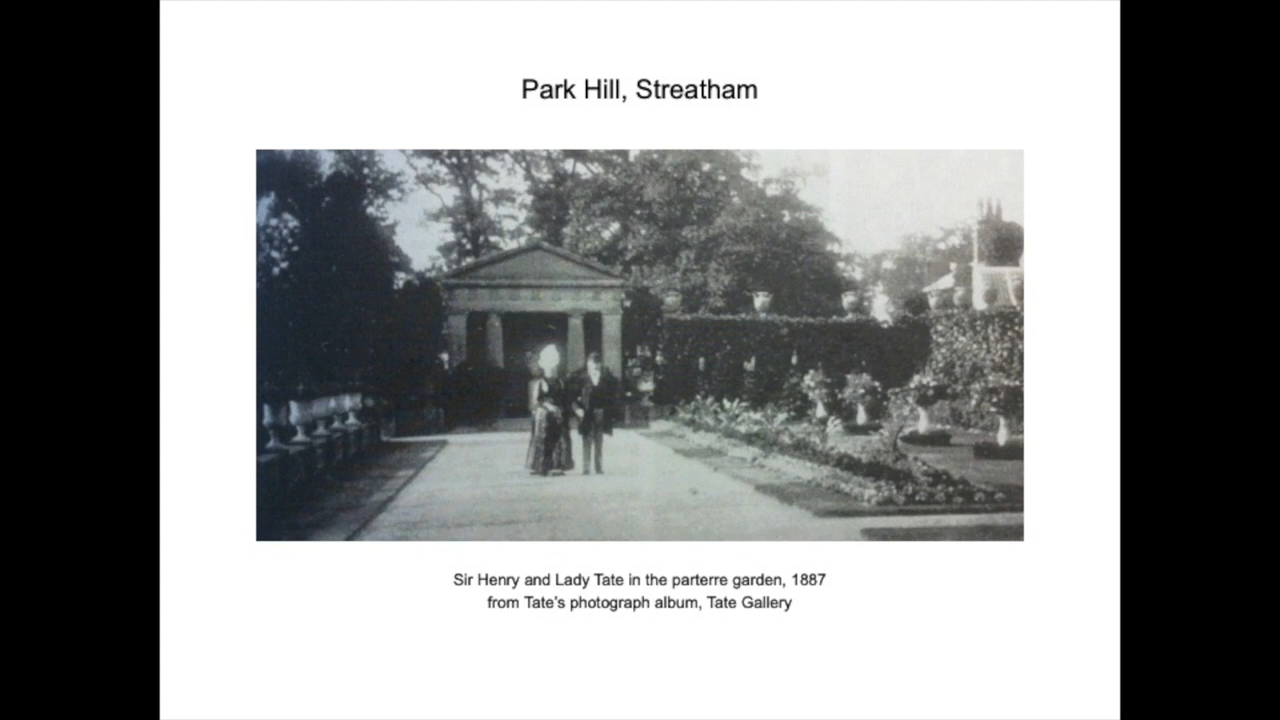 Park Hill, Streatham
Sir Henry and Lady Tate in the parterre garden, 1887
from Tate's photograph album, Tate Gallery